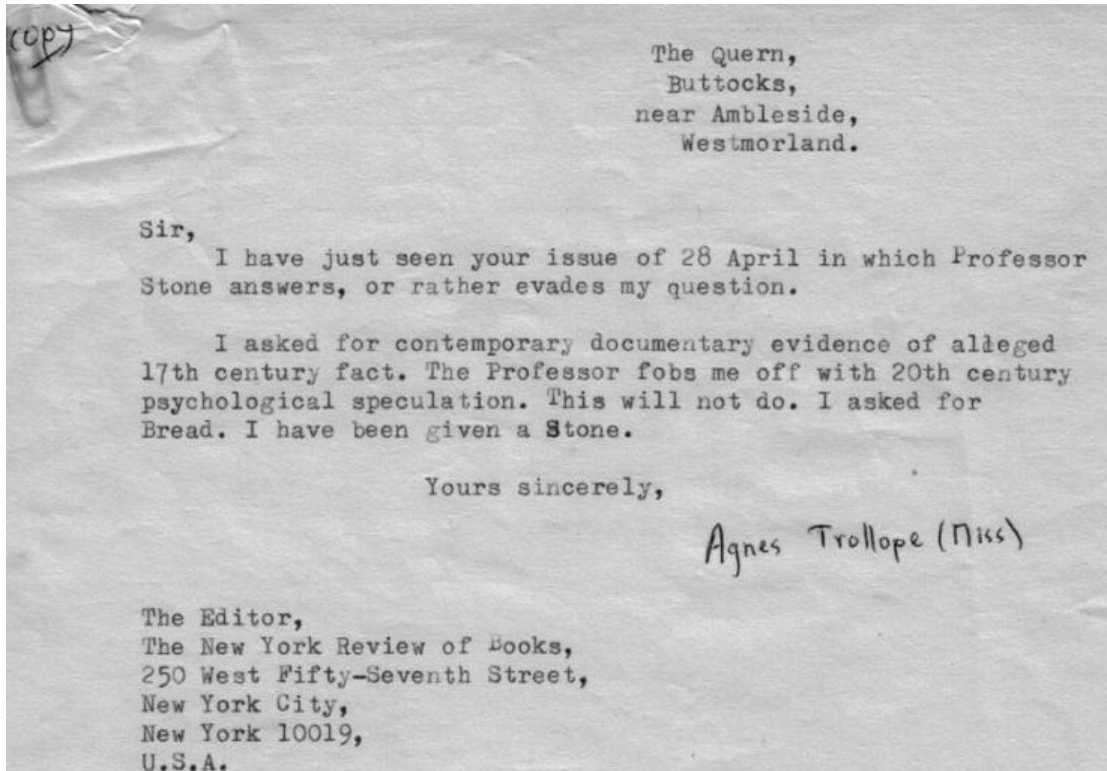 Copy
The Quern,
Buttocks,
near Ambleside,
Westmorland.
Sir,
I have just seen your issue of 28 April in which Professor
Stone answers, or rather evades my question.
I asked for contemporary documentary evidence of alleged
17th century fact. The Professor fobs me off with 20th century
psychological speculation. This will not do. I asked for
Bread. I have been given a Stone.
Yours sincerely,
Agnes Trollope (Miss)
The Editor,
The New York Review of Books,
250 West Fifty-Seventh Street,
New York City,
New York 10019,
U.S.A.